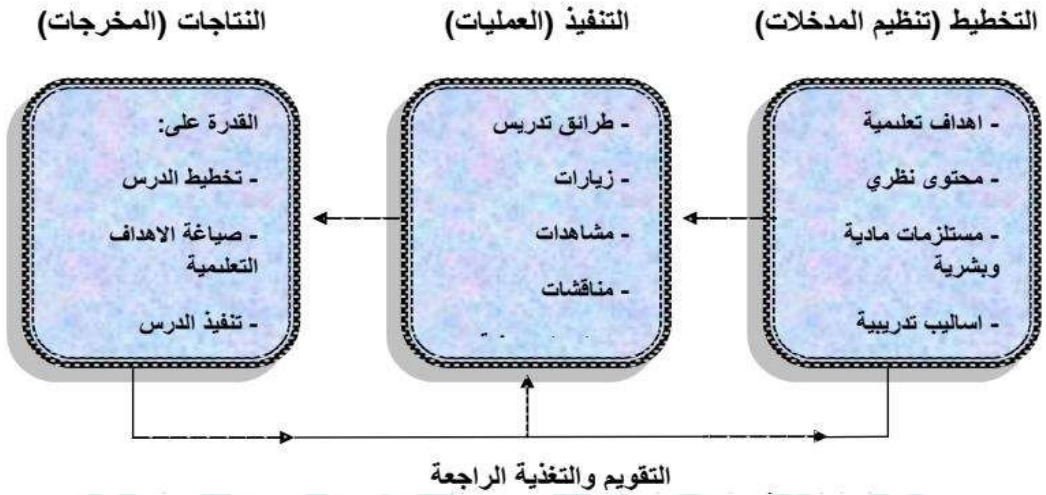 التخطيط (تنظيم المدخلات)
- اهداف تعلمية
- محتوى نظري
- مستلزمات مادية
وبشرية
- اساليب تدريبية
التنفيذ (العمليات)
- طرائق تدريس
- زيارات
- مشاهدات
- مناقشات
النتاجات (المخرجات)
القدرة على:
- تخطيط الدرس
- صياغة الاهداف
التعلمية
- تنفيذ الدرس
التقويم والتغذية الراجعة